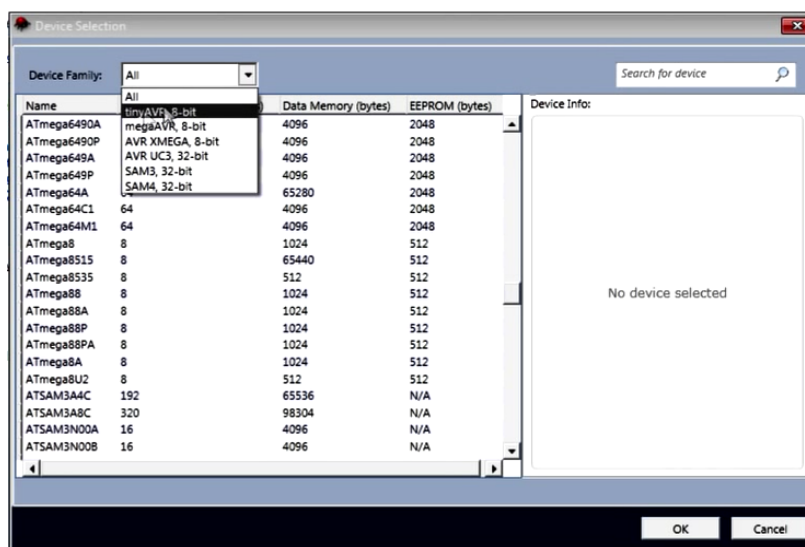 Device Selection
Device Family: All
Search for device
All
tinyAVR, 8-bit
megaAVR, 8-bit
AVR XMEGA, 8-bit
AVR UC3, 32-bit
SAM3, 32-bit
SAM4, 32-bit
Name Data Memory (bytes) EEPROM (bytes)
ATmega6490A 4096 2048
ATmega6490P 4096 2048
ATmega649A 4096 2048
ATmega649P 4096 2048
ATmega64A 65280 2048
ATmega64C1 64 4096 2048
ATmega64M1 64 4096 2048
ATmega8 8 1024 512
ATmega8515 8 65440 512
ATmega8535 8 512 512
ATmega88 8 1024 512
ATmega88A 8 1024 512
ATmega88P 8 1024 512
ATmega88PA 8 1024 512
ATmega8A 8 1024 512
ATmega8U2 8 512 512
ATSAM3A4C 192 65536 N/A
ATSAM3A8C 320 98304 N/A
ATSAM3N00A 16 4096 N/A
ATSAM3N00B 16 4096 N/A
Device Info:
No device selected
OK Cancel